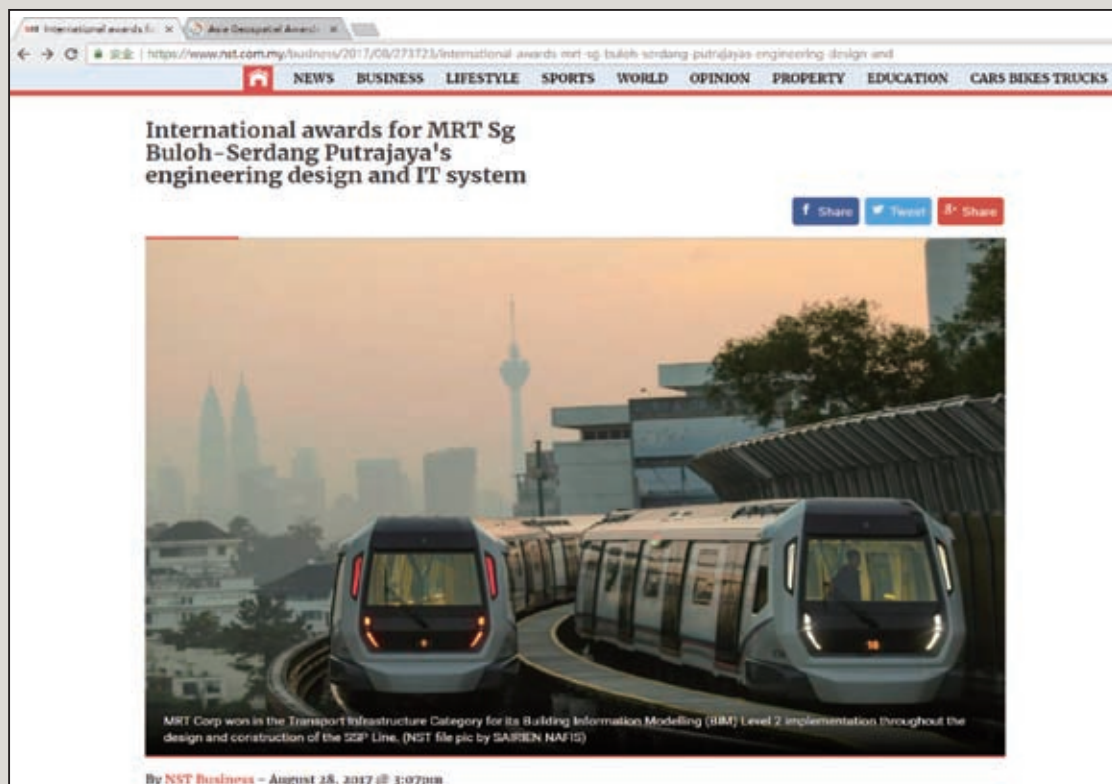 International awards fo
Asia Geospatial Awards
安全 https://www.nst.com.my/business/2017/08/273723/international-awards-mrt-sg-buloh-serdang-putrajayas-engineering-design-and
NEWS BUSINESS LIFESTYLE SPORTS WORLD OPINION PROPERTY EDUCATION CARS BIKES TRUCKS
International awards for MRT Sg
Buloh-Serdang Putrajaya's
engineering design and IT system
f Share Tweet g+ Share
16
MRT Corp won in the Transport Infrastructure Category for its Building Information Modelling (BIM) Level 2 implementation throughout the
design and construction of the SSP Line. (NST file pic by SAIRIEN NAFIS)
By NST Business - August 28, 2017 @ 3:07pm